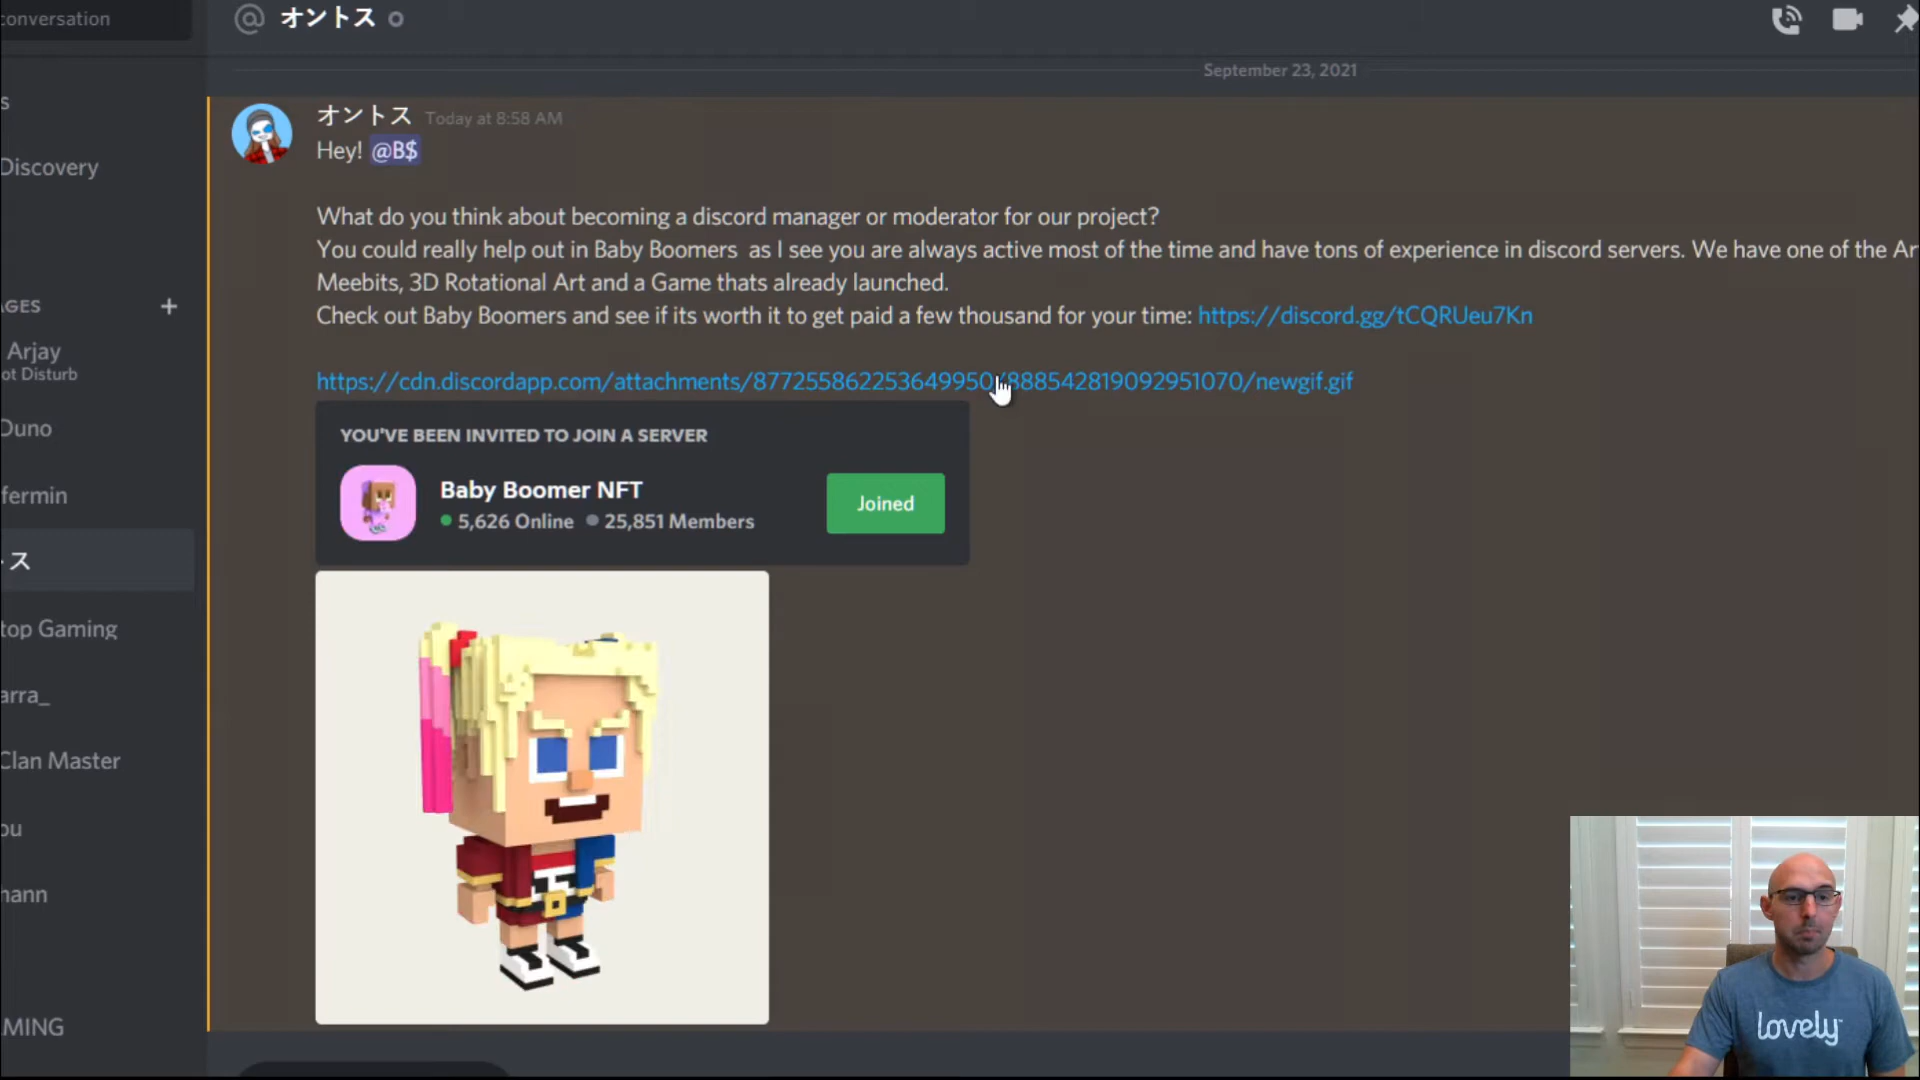 conversation
@ オントス
September 23, 2021
s
Discovery
オントス Today at 8:58 AM
Hey! @B$
What do you think about becoming a discord manager or moderator for our project?
You could really help out in Baby Boomers as I see you are always active most of the time and have tons of experience in discord servers. We have one of the Ar
Meebits, 3D Rotational Art and a Game thats already launched.
Check out Baby Boomers and see if its worth it to get paid a few thousand for your time: https://discord.gg/tCQRUeu7Kn
https://cdn.discordapp.com/attachments/877255862253649950/888542819092951070/newgif.gif
YOU'VE BEEN INVITED TO JOIN A SERVER
Baby Boomer NFT
5,626 Online 25,851 Members
Joined
AGES +
Arjay
ot Disturb
Duno
fermin
トス
top Gaming
arra_
Clan Master
ou
mann
AMING
lovely